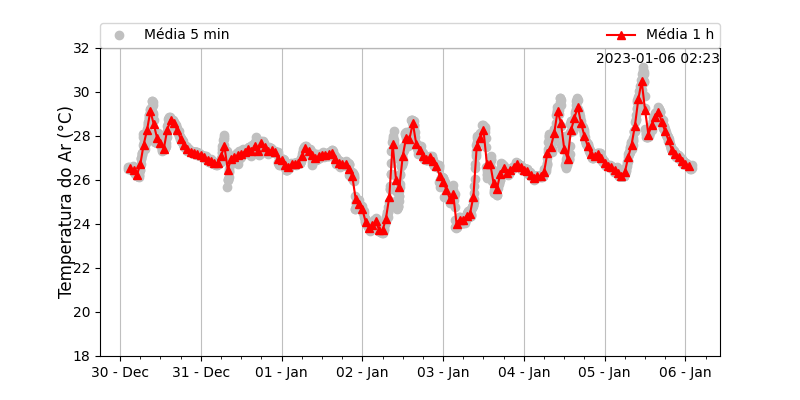 Média 5 min
Média 1 h
2023-01-06 02:23
Temperatura do Ar (°C)
32
30
28
26
24
22
20
18
30 - Dec
31 - Dec
01 - Jan
02 - Jan
03 - Jan
04 - Jan
05 - Jan
06 - Jan